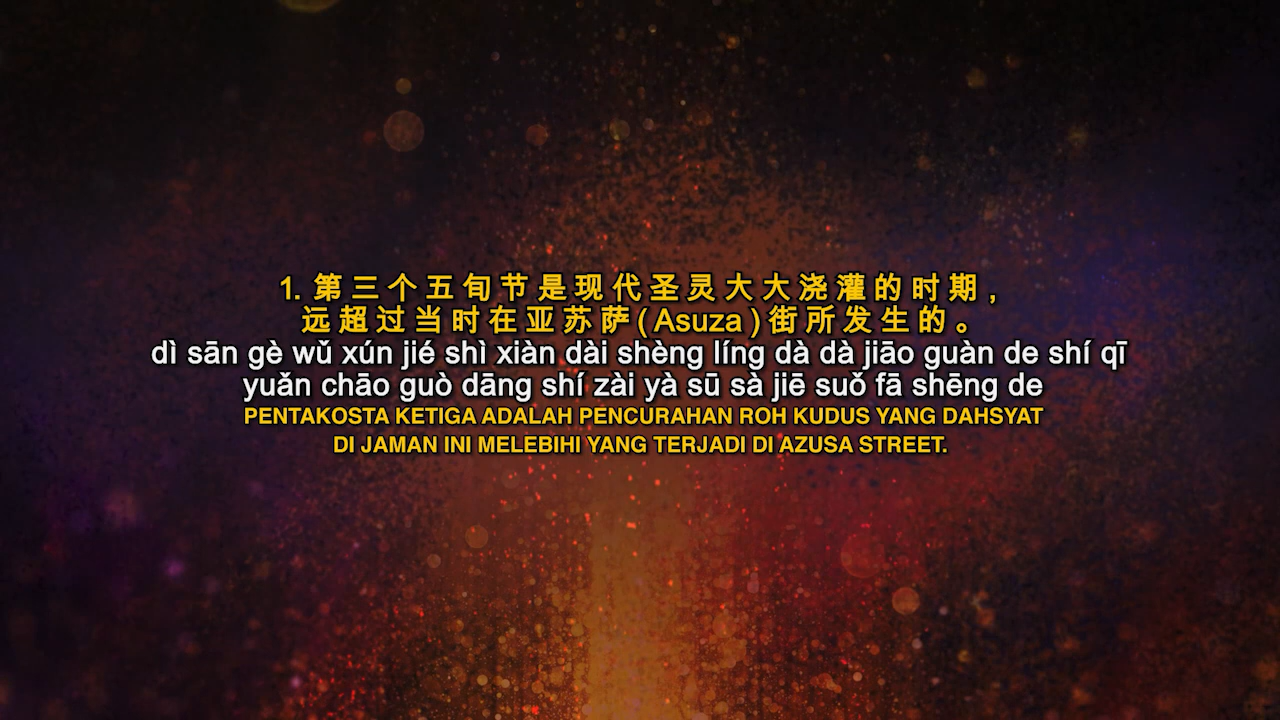 1. 第三个五旬节是现代圣灵大大浇灌的时期，
远超过当时在亚苏萨(Asuza)街所发生的。
dì sān gè wǔ xún jié shì xiàn dài shèng líng dà dà jiāo guàn de shí qī
yuǎn chāo guò dāng shí zài yà sū sà jiē suǒ fā shēng de
PENTAKOSTA KETIGA ADALAH PENCURAHAN ROH KUDUS YANG DAHSYAT
DI JAMAN INI MELEBIHI YANG TERJADI DI AZUSA STREET.